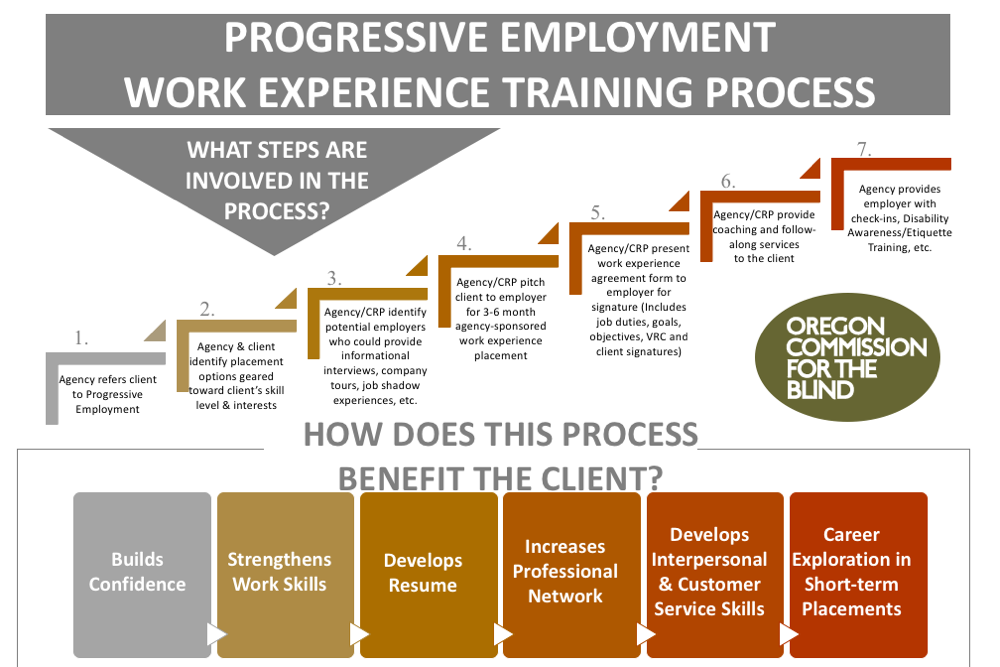 PROGRESSIVE EMPLOYMENT
WORK EXPERIENCE TRAINING PROCESS
WHAT STEPS ARE
INVOLVED IN THE
PROCESS?
1.
Agency refers client
to Progressive
Employment
2.
Agency & client
identify placement
options geared
toward client's skill
level & interests
3.
Agency/CRP identify
potential employers
who could provide
informational
interviews, company
tours, job shadow
experiences, etc.
4.
Agency/CRP pitch
client to employer
for 3-6 month
agency-sponsored
work experience
placement
5.
Agency/CRP present
work experience
agreement form to
employer for
signature (Includes
job duties, goals,
objectives, VRC and
client signatures)
6.
Agency/CRP provide
coaching and follow-
along services
to the client
7.
Agency provides
employer with
check-ins, Disability
Awareness/Etiquette
Training, etc.
OREGON
COMMISSION
FOR THE
BLIND
HOW DOES THIS PROCESS
BENEFIT THE CLIENT?
Builds
Confidence
Strengthens
Work Skills
Develops
Resume
Increases
Professional
Network
Develops
Interpersonal
& Customer
Service Skills
Career
Exploration in
Short-term
Placements